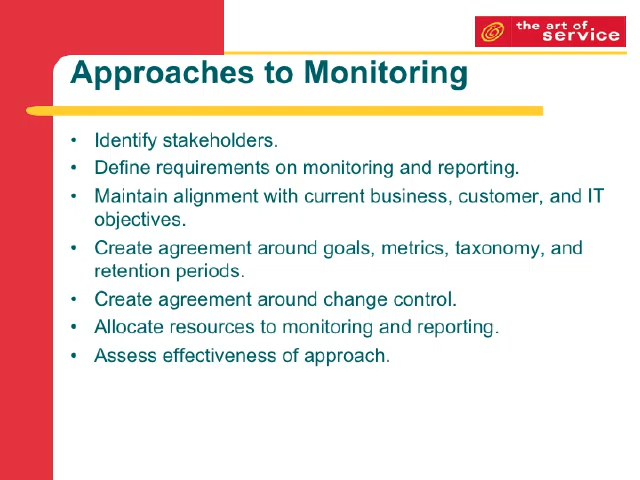 the art of
service
Approaches to Monitoring
• Identify stakeholders.
• Define requirements on monitoring and reporting.
• Maintain alignment with current business, customer, and IT
objectives.
• Create agreement around goals, metrics, taxonomy, and
retention periods.
• Create agreement around change control.
• Allocate resources to monitoring and reporting.
• Assess effectiveness of approach.